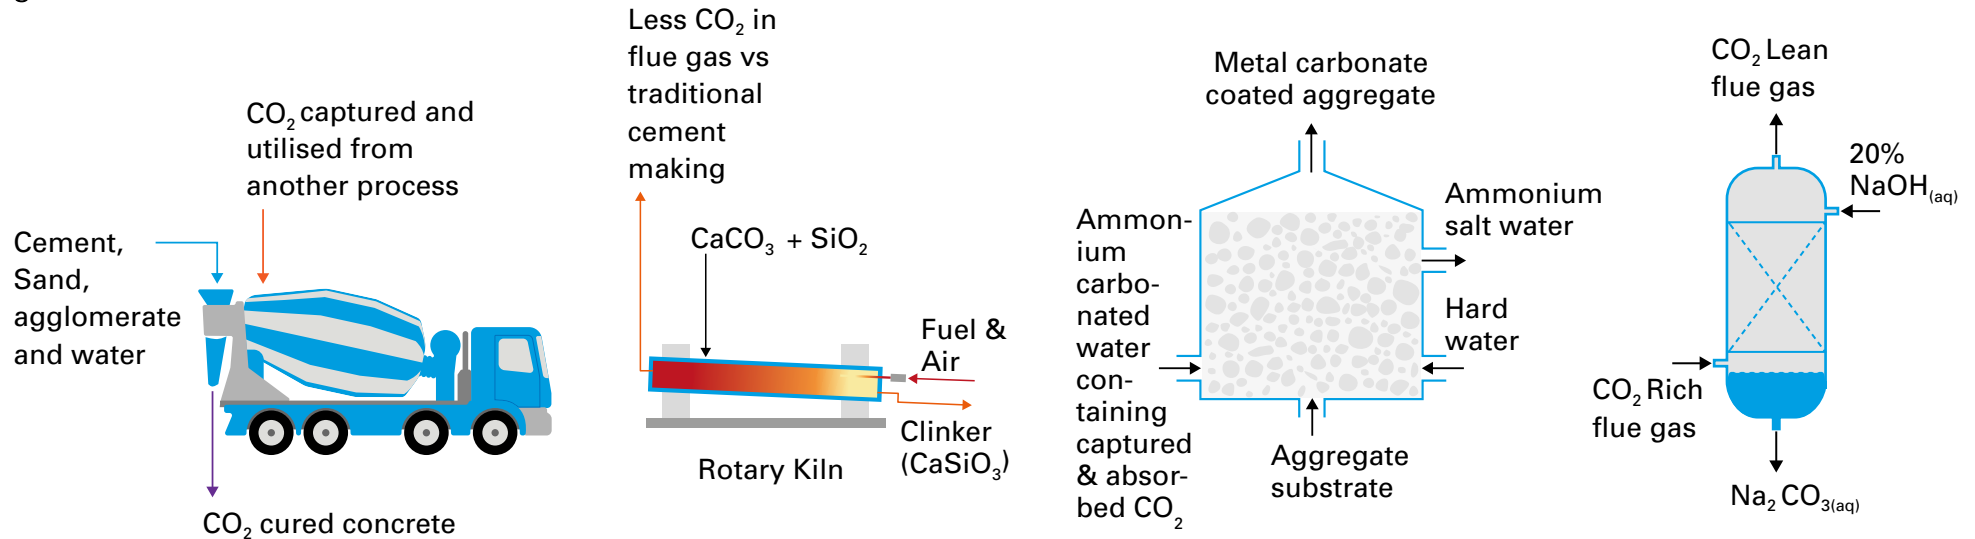 CO₂ captured and
utilised from
another process
Cement,
Sand,
agglomerate
and water
CO₂ cured concrete
Less CO₂ in
flue gas vs
traditional
cement
making
CaCO₃ + SiO₂
Fuel &
Air
Clinker
(CaSiO₃)
Rotary Kiln
Metal carbonate
coated aggregate
Ammon-
ium
carbo-
nated
water
con-
taining
captured
& absor-
bed CO₂
Ammonium
salt water
Hard
water
Aggregate
substrate
CO₂ Lean
flue gas
20%
NaOH(aq)
CO₂ Rich
flue gas
Na₂ CO₃(aq)